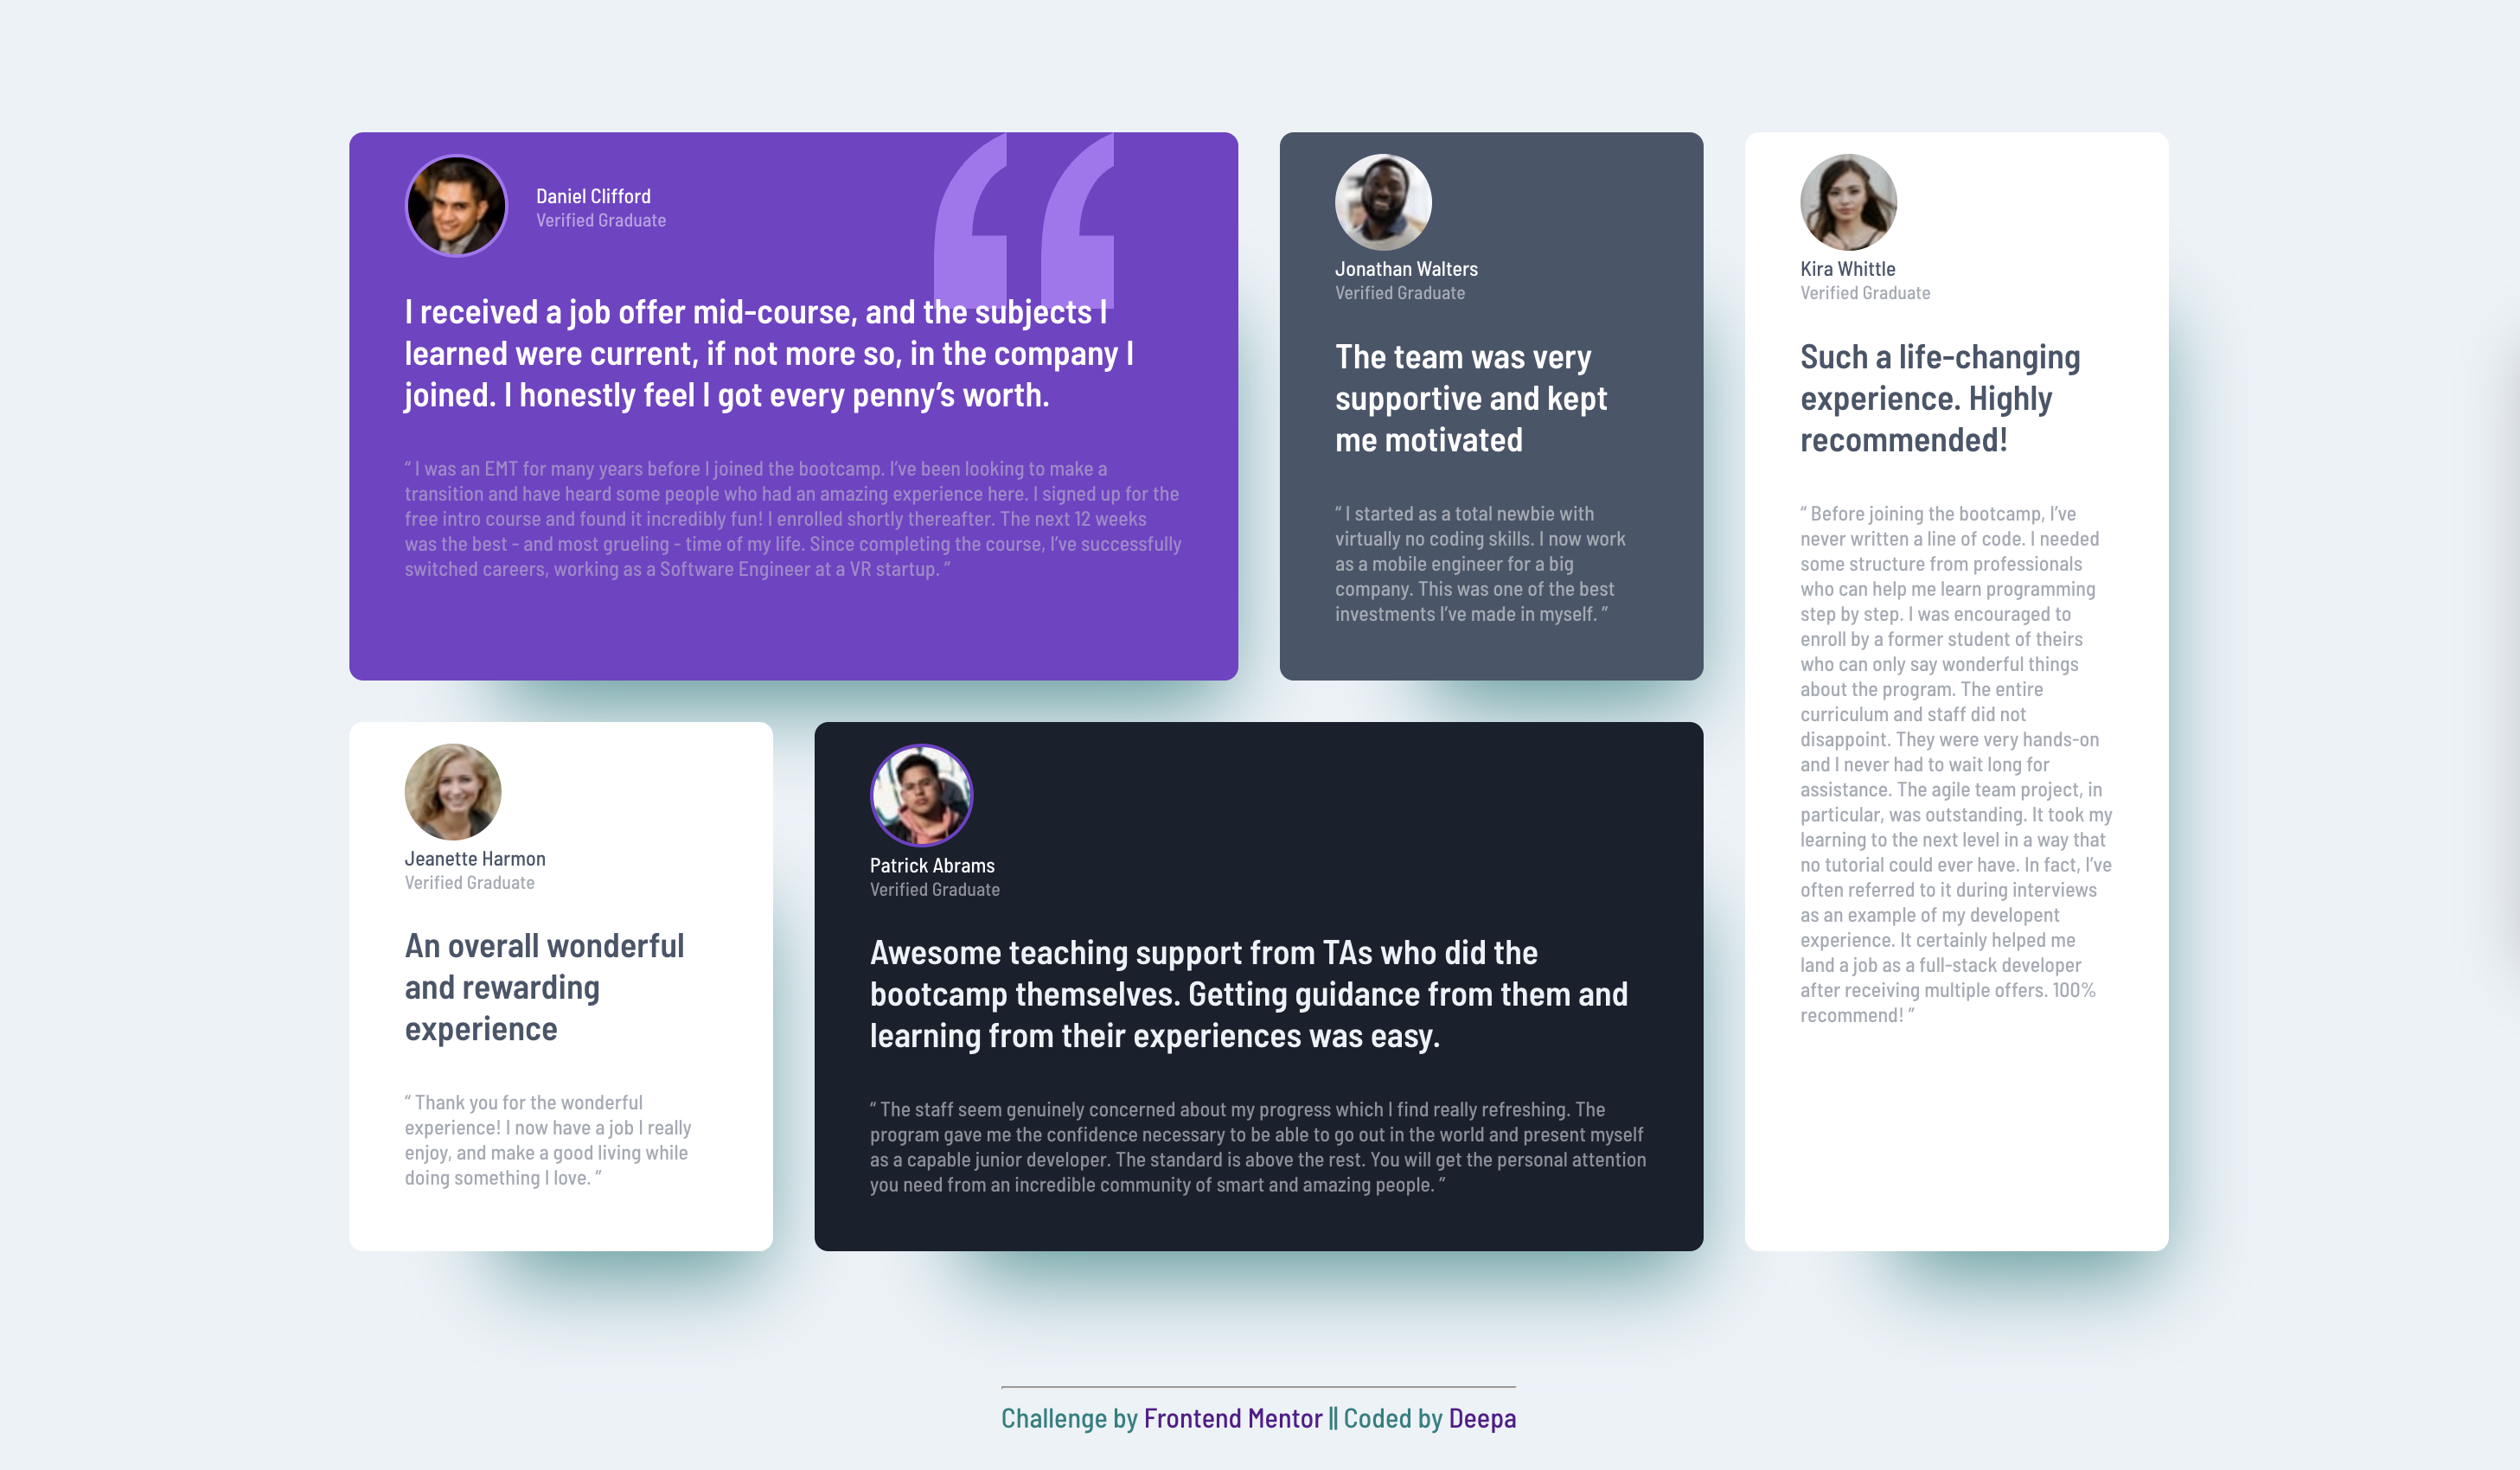 Daniel Clifford
Verified Graduate
I received a job offer mid-course, and the subjects I
learned were current, if not more so, in the company I
joined. I honestly feel I got every penny’s worth.
“ I was an EMT for many years before I joined the bootcamp. I’ve been looking to make a
transition and have heard some people who had an amazing experience here. I signed up for the
free intro course and found it incredibly fun! I enrolled shortly thereafter. The next 12 weeks
was the best - and most grueling - time of my life. Since completing the course, I’ve successfully
switched careers, working as a Software Engineer at a VR startup. ”
Jonathan Walters
Verified Graduate
The team was very
supportive and kept
me motivated
“ I started as a total newbie with
virtually no coding skills. I now work
as a mobile engineer for a big
company. This was one of the best
investments I’ve made in myself. ”
Kira Whittle
Verified Graduate
Such a life-changing
experience. Highly
recommended!
“ Before joining the bootcamp, I’ve
never written a line of code. I needed
some structure from professionals
who can help me learn programming
step by step. I was encouraged to
enroll by a former student of theirs
who can only say wonderful things
about the program. The entire
curriculum and staff did not
disappoint. They were very hands-on
and I never had to wait long for
assistance. The agile team project, in
particular, was outstanding. It took my
learning to the next level in a way that
no tutorial could ever have. In fact, I’ve
often referred to it during interviews
as an example of my developent
experience. It certainly helped me
land a job as a full-stack developer
after receiving multiple offers. 100%
recommend! ”
Jeanette Harmon
Verified Graduate
An overall wonderful
and rewarding
experience
“ Thank you for the wonderful
experience! I now have a job I really
enjoy, and make a good living while
doing something I love. ”
Patrick Abrams
Verified Graduate
Awesome teaching support from TAs who did the
bootcamp themselves. Getting guidance from them and
learning from their experiences was easy.
“ The staff seem genuinely concerned about my progress which I find really refreshing. The
program gave me the confidence necessary to be able to go out in the world and present myself
as a capable junior developer. The standard is above the rest. You will get the personal attention
you need from an incredible community of smart and amazing people. ”
Challenge by Frontend Mentor || Coded by Deepa